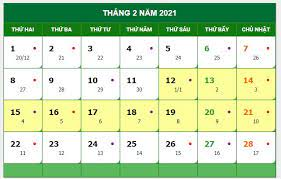 THÁNG 2 NĂM 2021
THỨ HAI THỨ BA THỨ TƯ THỨ NĂM THỨ SÁU THỨ BẨY CHỦ NHẬT
1 2 3 4 5 6 7
20/12 21 22 23 24 25 26
8 9 10 11 12 13 14
27 28 29 30 1/1 2 3
15 16 17 18 19 20 21
4 5 6 7 8 9 10
22 23 24 25 26 27 28
11 12 13 14 15 16 17